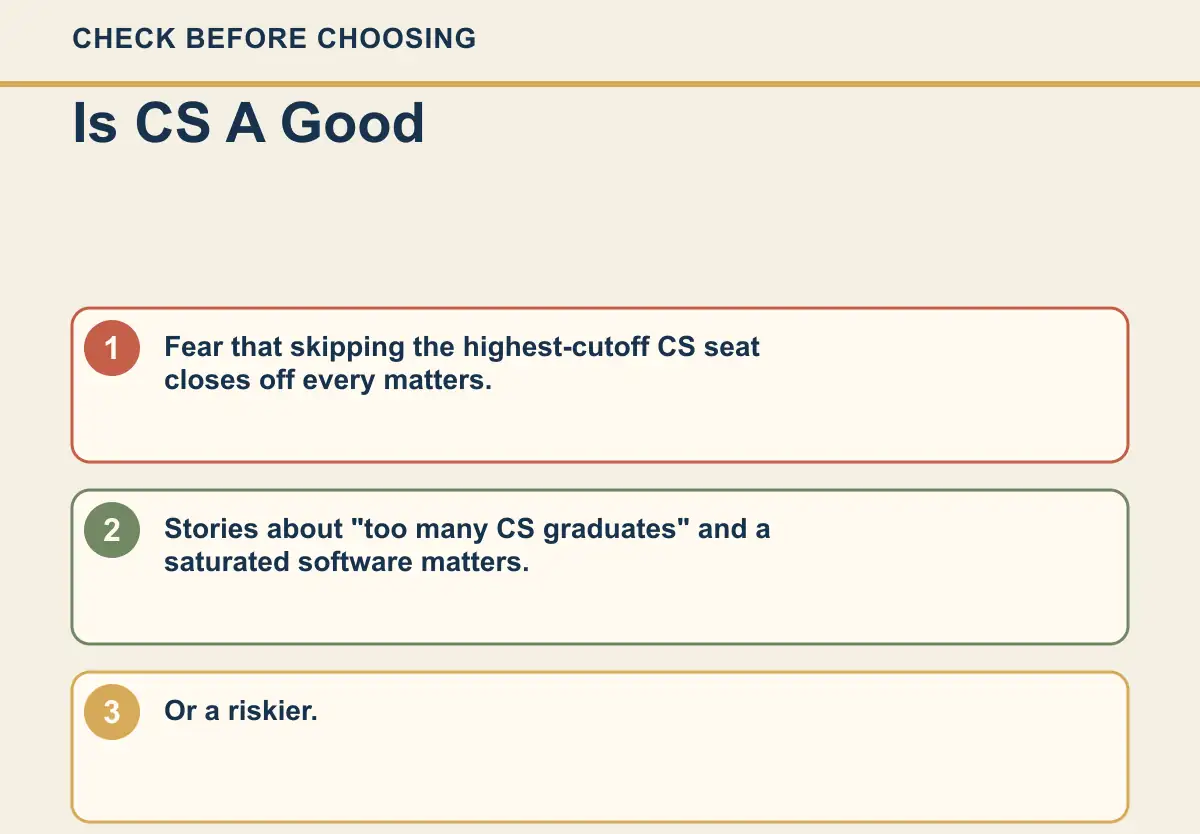 CHECK BEFORE CHOOSING
Is CS A Good
1
Fear that skipping the highest-cutoff CS seat
closes off every matters.
2
Stories about "too many CS graduates" and a
saturated software matters.
3
Or a riskier.